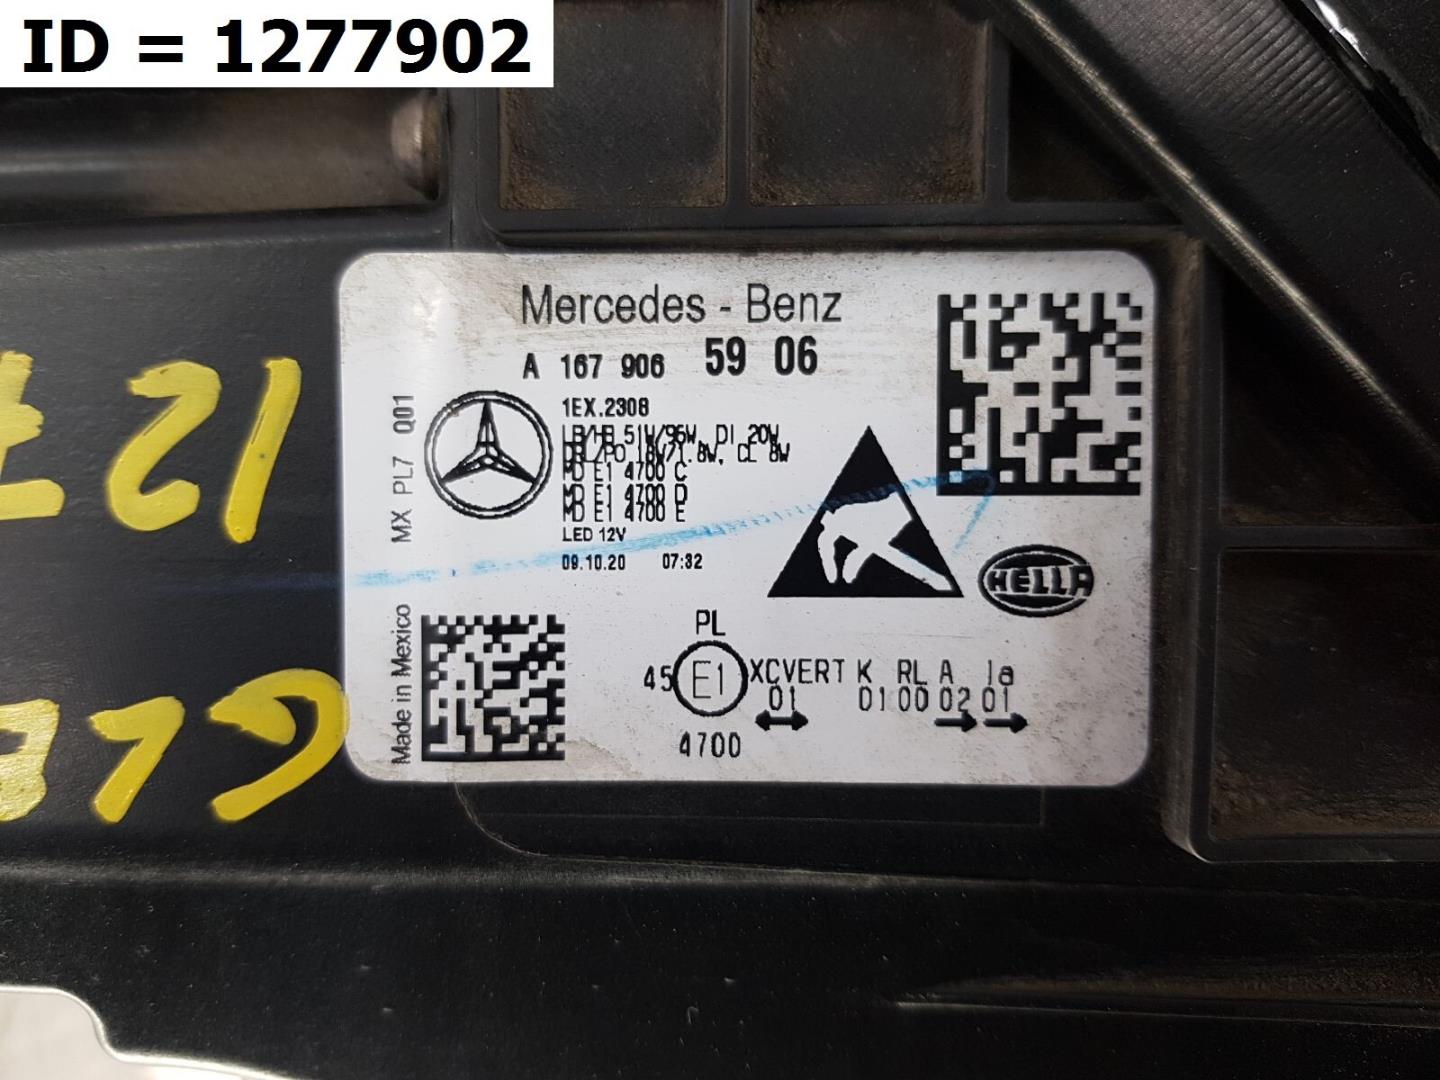 ID = 1277902
Mercedes - Benz
A 167 906 59 06
1EX.2308
LB/HB 51W/96W, DI 20W
DRL/PO 18W/1.8W, CL 8W
MD E1 4700 C
MD E1 4700 D
MD E1 4700 E
LED 12V
09.10.20 07:32
MX PL7 Q01
Made in Mexico
HELLA
PL
45 E1 XCVERT K RL A Ia
01 01 00 02 01
4700
127
GLE